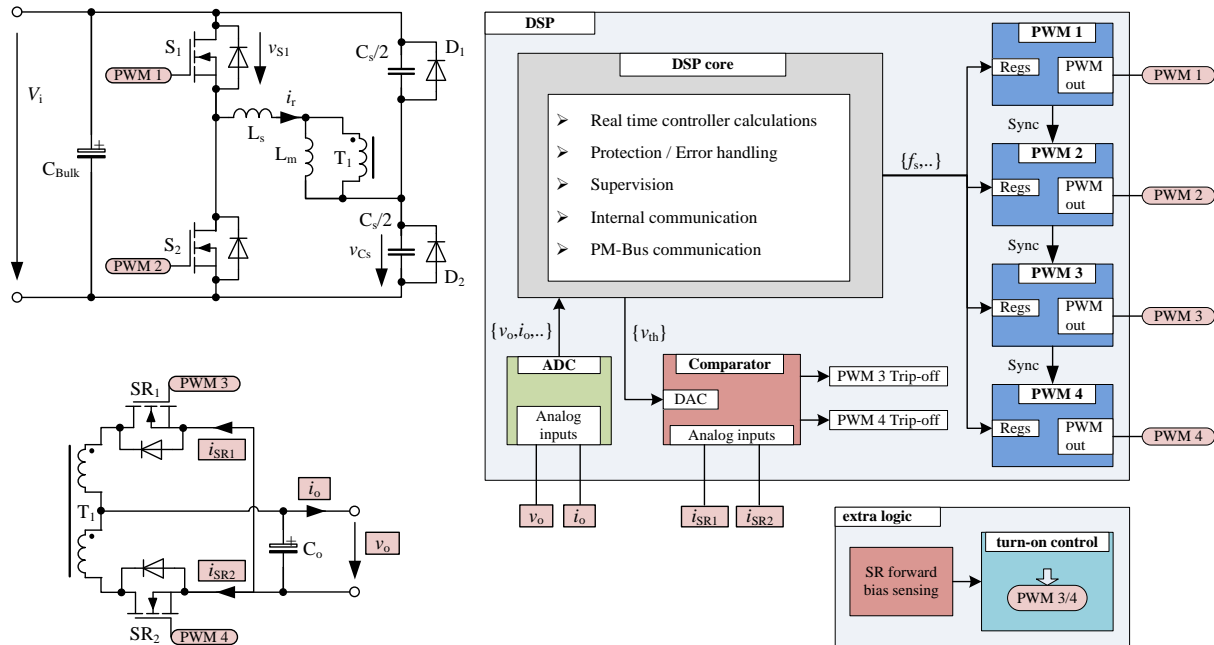 S1
PWM 1
vS1
Cs/2
D1
Vi
ir
Ls
Lm
T1
CBulk
S2
PWM 2
Cs/2
vCs
D2
SR1
PWM 3
iSR1
T1
io
Co
vo
iSR2
SR2
PWM 4
DSP
DSP core
➢ Real time controller calculations
➢ Protection / Error handling
➢ Supervision
➢ Internal communication
➢ PM-Bus communication
{fs,..}
{vo,io,..}
{vth}
ADC
Analog
inputs
vo
io
Comparator
DAC
Analog inputs
iSR1
iSR2
PWM 3 Trip-off
PWM 4 Trip-off
PWM 1
Regs
PWM
out
PWM 1
Sync
PWM 2
Regs
PWM
out
PWM 2
Sync
PWM 3
Regs
PWM
out
PWM 3
Sync
PWM 4
Regs
PWM
out
PWM 4
extra logic
SR forward
bias sensing
turn-on control
PWM 3/4